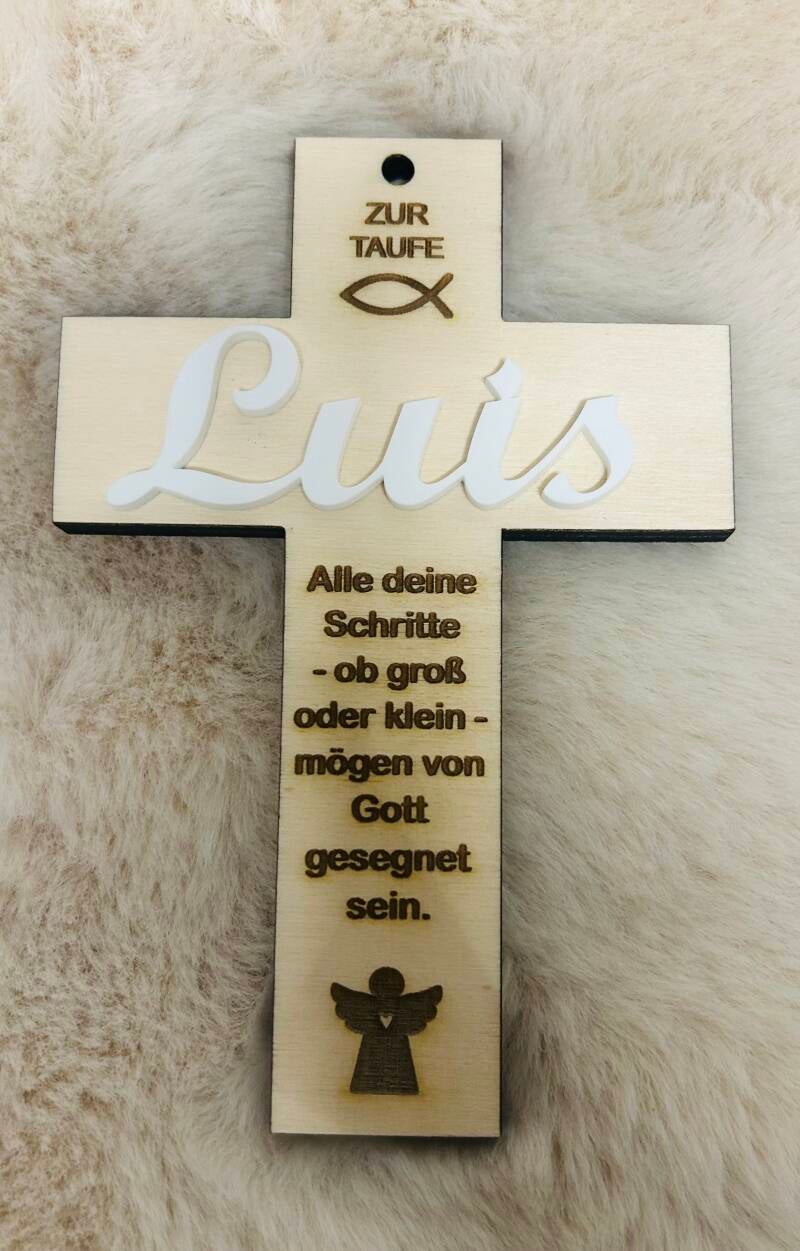 ZUR
TAUFE
Luis
Alle deine
Schritte
- ob groß
oder klein -
mögen von
Gott
gesegnet
sein.